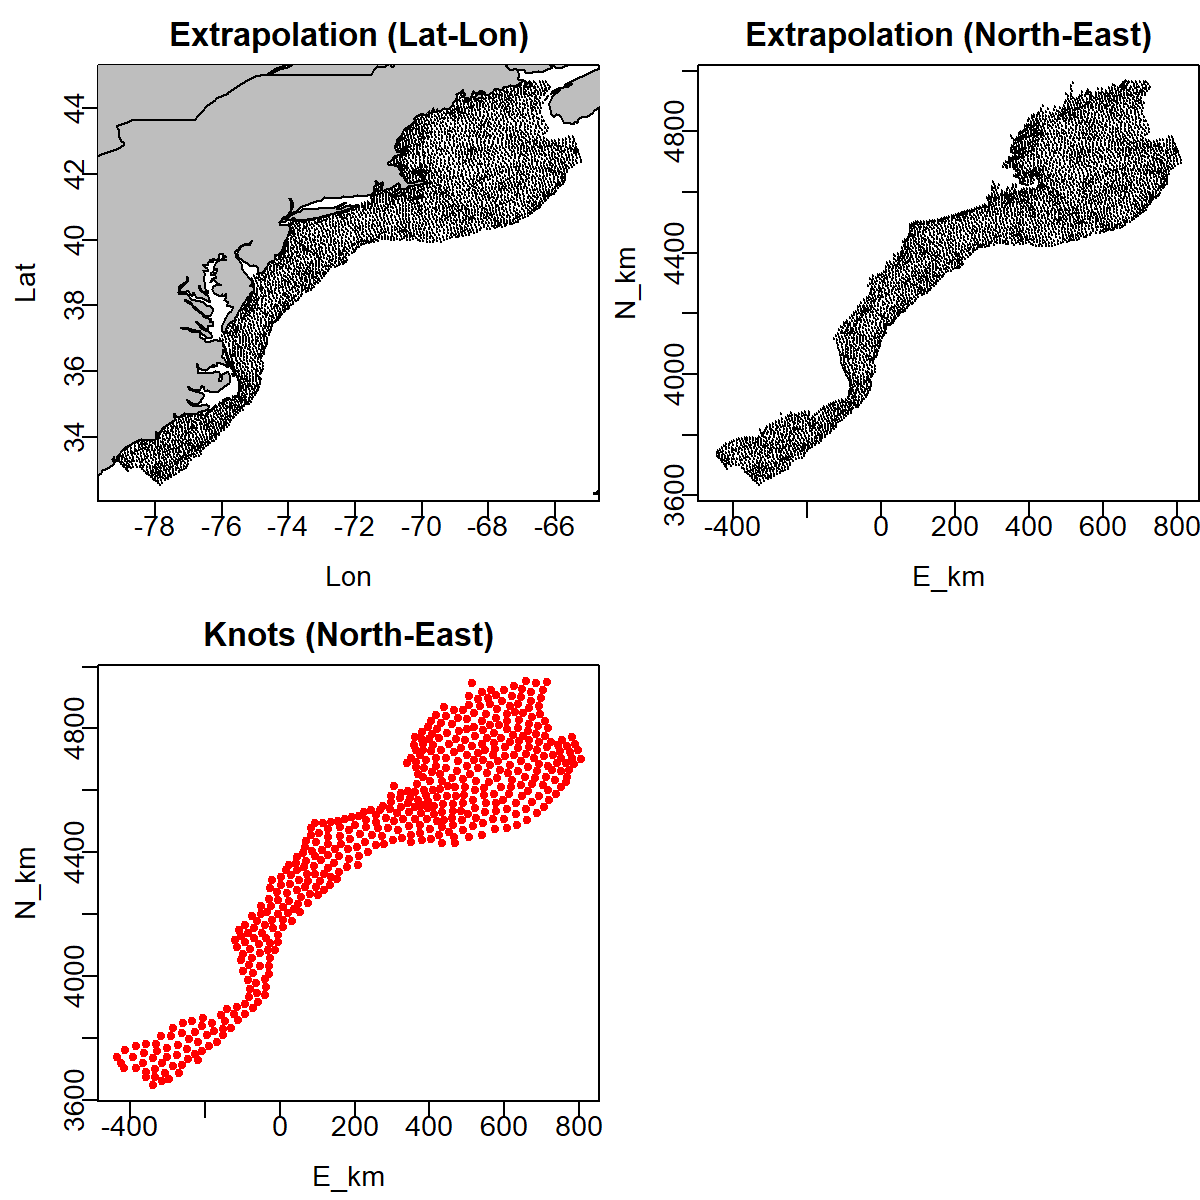 Extrapolation (Lat-Lon)
Lat
44
42
40
38
36
34
-78 -76 -74 -72 -70 -68 -66
Lon
Extrapolation (North-East)
N_km
4800
4400
4000
3600
-400 0 200 400 600 800
E_km
Knots (North-East)
N_km
4800
4400
4000
3600
-400 0 200 400 600 800
E_km